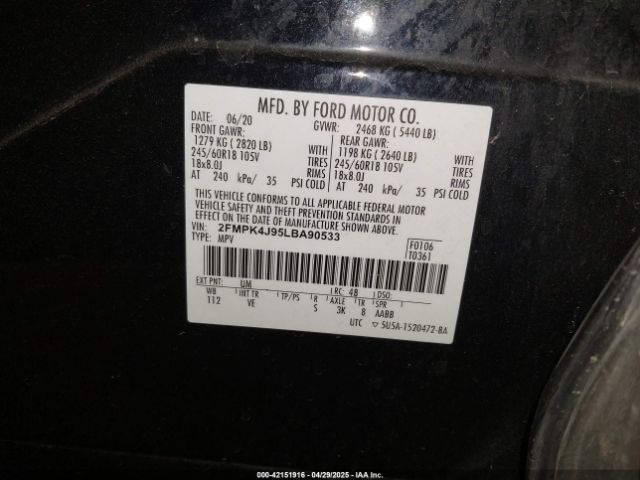 MFD. BY FORD MOTOR CO.
DATE: 06/20 GVWR: 2468 KG ( 5440 LB)
FRONT GAWR: REAR GAWR:
1279 KG ( 2820 LB) WITH 1198 KG ( 2640 LB) WITH
245/60R18 105V TIRES 245/60R18 105V TIRES
18x8.0J RIMS 18x8.0J RIMS
AT 240 kPa/ 35 PSI COLD AT 240 kPa/ 35 PSI COLD
THIS VEHICLE CONFORMS TO ALL APPLICABLE FEDERAL MOTOR
VEHICLE SAFETY AND THEFT PREVENTION STANDARDS IN
EFFECT ON THE DATE OF MANUFACTURE SHOWN ABOVE.
VIN: 2FMPK4J95LBA90533 F0106
TYPE: MPV T0361
EXT PNT: UM RC: 48 DSO:
WB INT TR TP/PS R AXLE TR SPR
112 VE S 3K 8 AABB
UTC 5U5A-1520472-BA
000-42151916 - 04/29/2025 - IAAI, Inc.